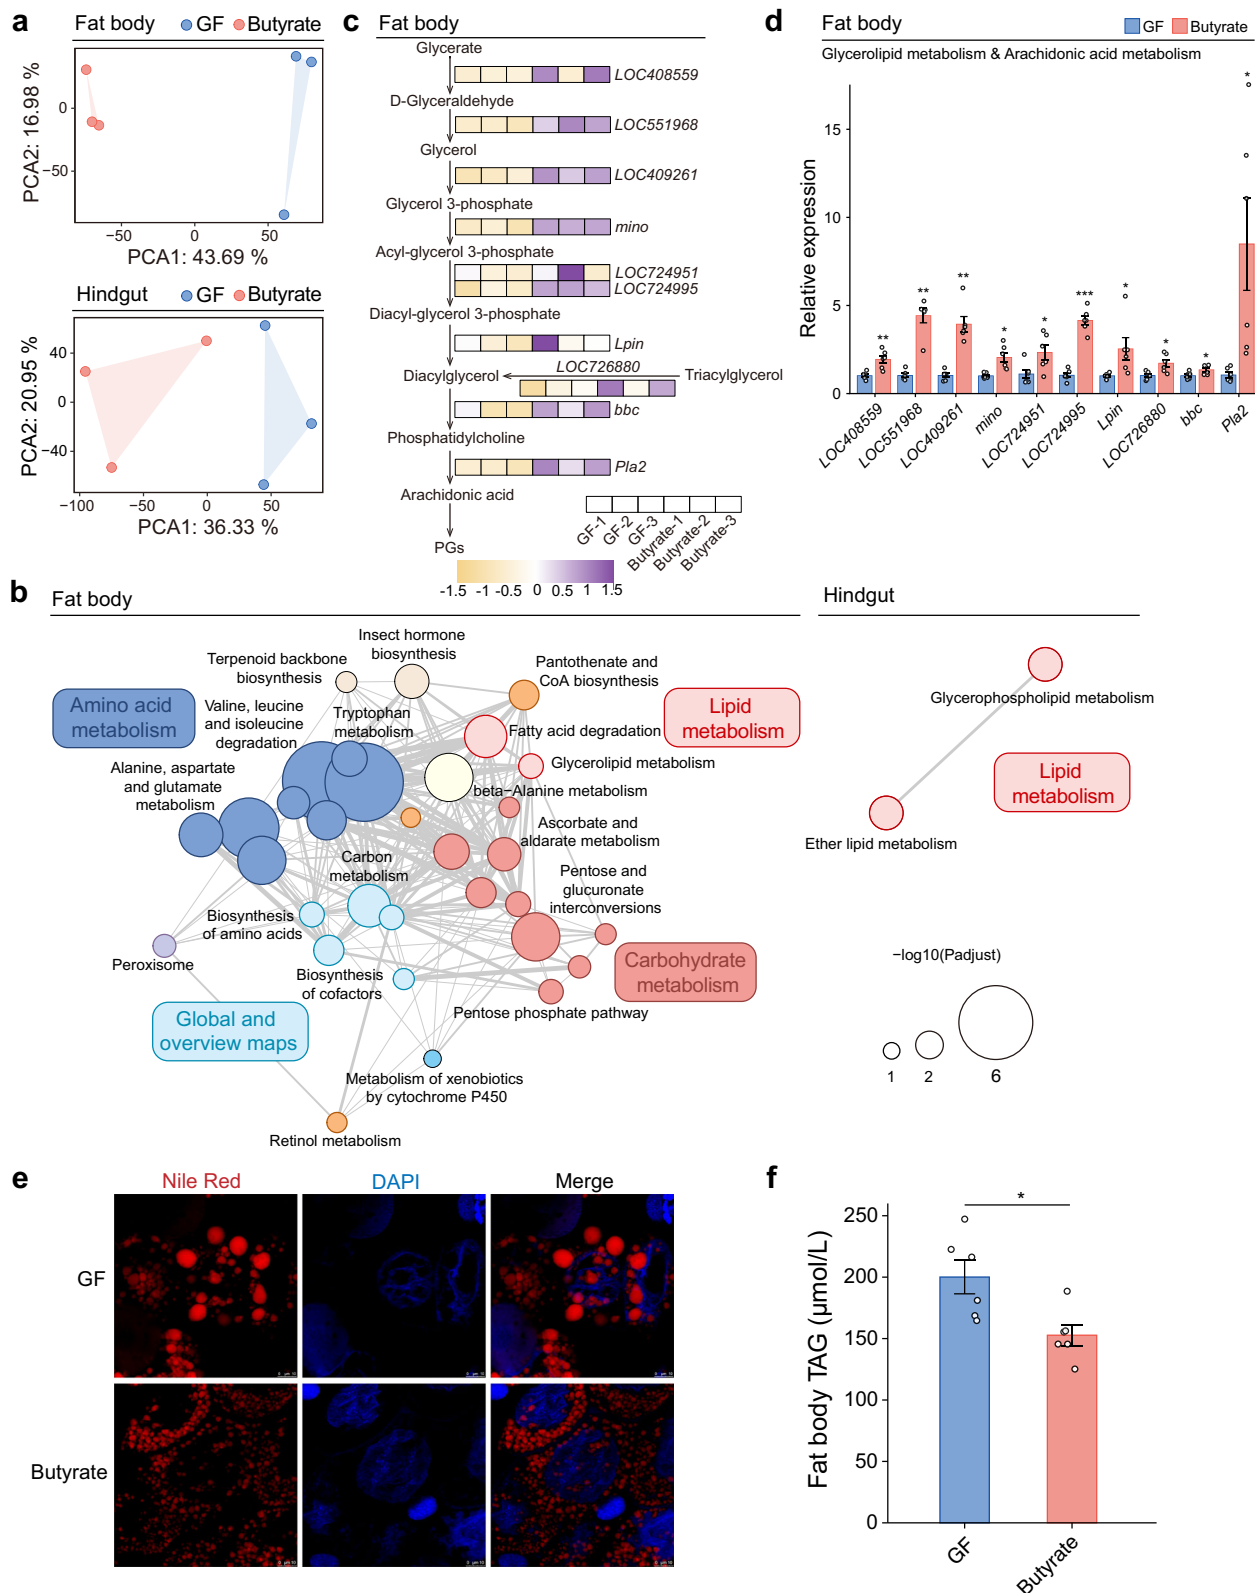 a
Fat body
GF
Butyrate
PCA2: 16.98 %
0
−50
−50
0
50
PCA1: 43.69 %
Hindgut
GF
Butyrate
PCA2: 20.95 %
40
0
−40
−100
0
50
PCA1: 36.33 %
c
Fat body
Glycerate
LOC408559
D-Glyceraldehyde
LOC551968
Glycerol
LOC409261
Glycerol 3-phosphate
mino
Acyl-glycerol 3-phosphate
LOC724951
LOC724995
Diacyl-glycerol 3-phosphate
Lpin
LOC726880
Diacylglycerol
Triacylglycerol
bbc
Phosphatidylcholine
Pla2
Arachidonic acid
PGs
GF-1
GF-2
GF-3
Butyrate-1
Butyrate-2
Butyrate-3
-1.5 -1 -0.5 0 0.5 1 1.5
d
Fat body
GF
Butyrate
Glycerolipid metabolism & Arachidonic acid metabolism
Relative expression
15
10
5
0
**
**
**
*
*
***
*
*
*
*
LOC408559
LOC551968
LOC409261
mino
LOC724951
LOC724995
Lpin
LOC726880
bbc
Pla2
b
Fat body
Insect hormone
biosynthesis
Terpenoid backbone
biosynthesis
Pantothenate and
CoA biosynthesis
Amino acid
metabolism
Valine, leucine
and isoleucine
degradation
Tryptophan
metabolism
Lipid
metabolism
Fatty acid degradation
Glycerolipid metabolism
Alanine, aspartate
and glutamate
metabolism
beta−Alanine metabolism
Ascorbate and
aldarate metabolism
Carbon
metabolism
Pentose and
glucuronate
interconversions
Biosynthesis
of amino acids
Peroxisome
Biosynthesis
of cofactors
Carbohydrate
metabolism
Pentose phosphate pathway
Global and
overview maps
Metabolism of xenobiotics
by cytochrome P450
Retinol metabolism
Hindgut
Glycerophospholipid metabolism
Lipid
metabolism
Ether lipid metabolism
−log10(Padjust)
1
2
6
e
Nile Red
DAPI
Merge
GF
Butyrate
f
Fat body TAG (μmol/L)
250
200
150
100
50
0
*
GF
Butyrate